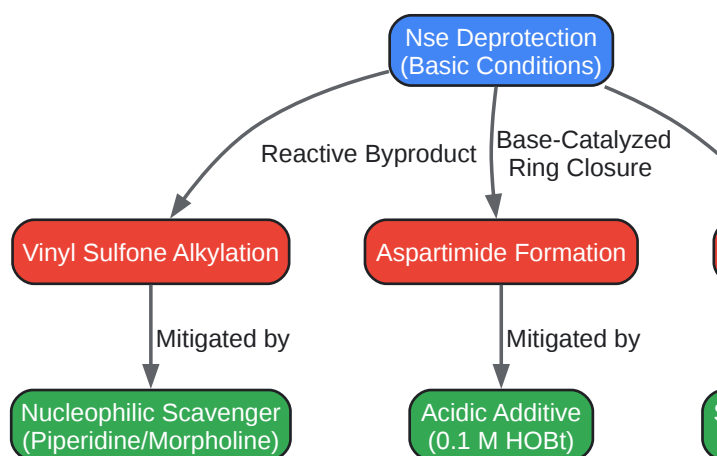 Nse Deprotection
(Basic Conditions)
Reactive Byproduct
Base-Catalyzed
Ring Closure
Vinyl Sulfone Alkylation
Aspartimide Formation
Mitigated by
Mitigated by
Nucleophilic Scavenger
(Piperidine/Morpholine)
Acidic Additive
(0.1 M HOBt)